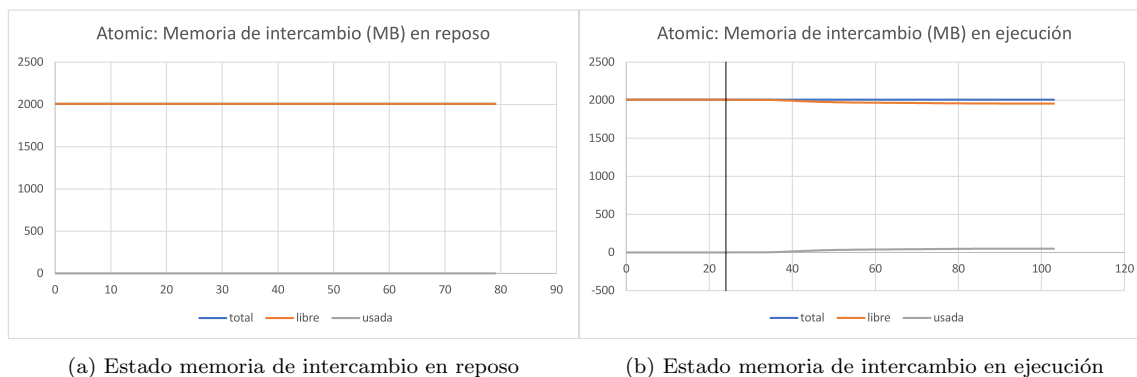 Atomic: Memoria de intercambio (MB) en reposo
2500
2000
1500
1000
500
0
0 10 20 30 40 50 60 70 80 90
total libre usada
Atomic: Memoria de intercambio (MB) en ejecución
2500
2000
1500
1000
500
0
0 20 40 60 80 100 120
-500
total libre usada
(a) Estado memoria de intercambio en reposo
(b) Estado memoria de intercambio en ejecución